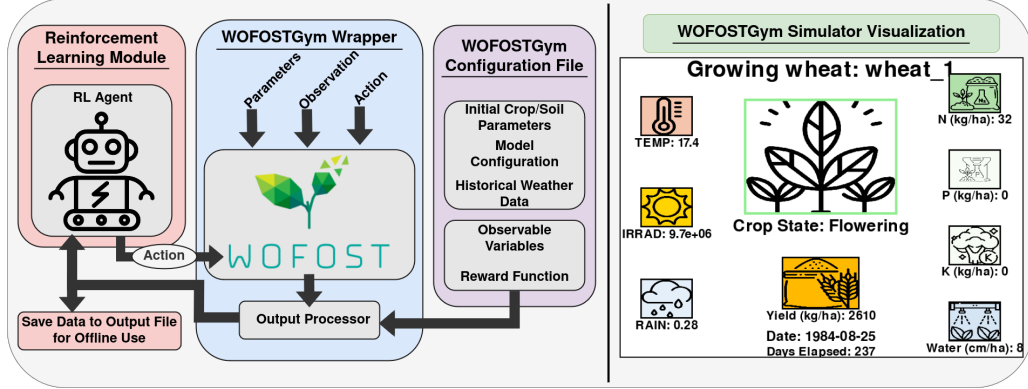 Reinforcement
Learning Module
RL Agent
Action
Save Data to Output File
for Offline Use
WOFOSTGym Wrapper
Parameters
Observation
Action
WOFOST
Output Processor
WOFOSTGym
Configuration File
Initial Crop/Soil
Parameters
Model
Configuration
Historical Weather
Data
Observable
Variables
Reward Function
WOFOSTGym Simulator Visualization
Growing wheat: wheat_1
TEMP: 17.4
IRRAD: 9.7e+06
RAIN: 0.28
Crop State: Flowering
Yield (kg/ha): 2610
Date: 1984-08-25
Days Elapsed: 237
N (kg/ha): 32
P (kg/ha): 0
K
K (kg/ha): 0
Water (cm/ha): 8